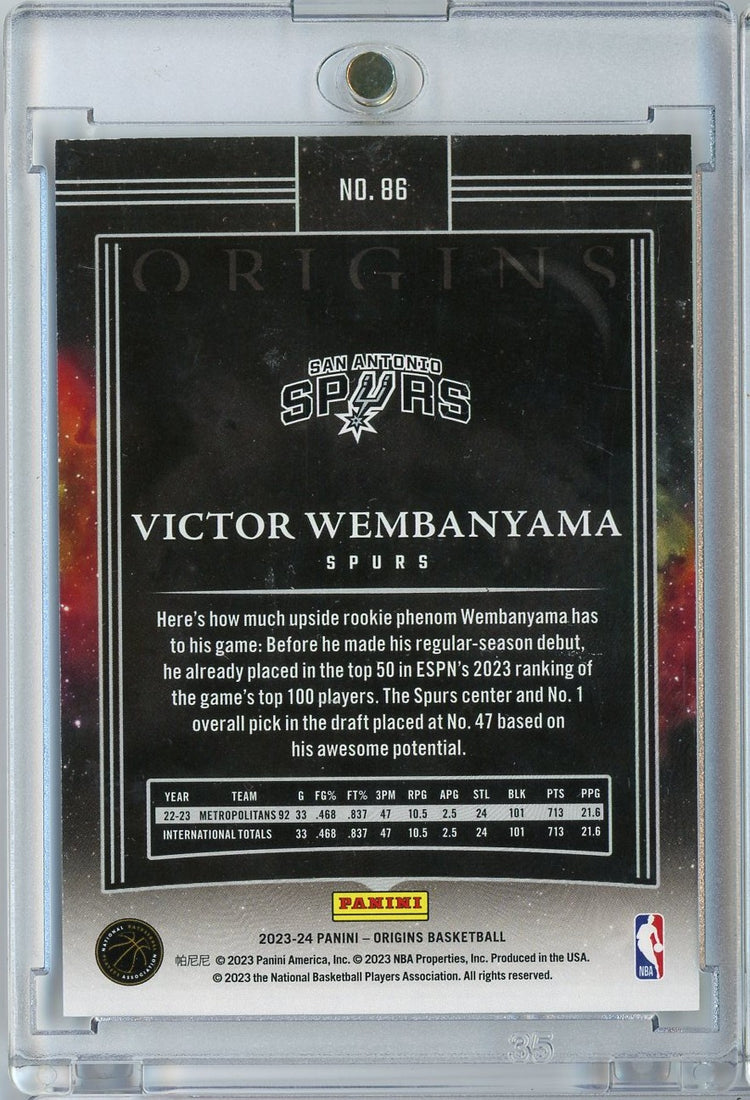 NO. 86
ORIGINS
SAN ANTONIO
SPURS
VICTOR WEMBANYAMA
SPURS
Here's how much upside rookie phenom Wembanyama has
to his game: Before he made his regular-season debut,
he already placed in the top 50 in ESPN's 2023 ranking of
the game's top 100 players. The Spurs center and No. 1
overall pick in the draft placed at No. 47 based on
his awesome potential.
YEAR TEAM G FG% FT% 3PM RPG APG STL BLK PTS PPG
22-23 METROPOLITANS 92 33 .468 .837 47 10.5 2.5 24 101 713 21.6
INTERNATIONAL TOTALS 33 .468 .837 47 10.5 2.5 24 101 713 21.6
PANINI
2023-24 PANINI – ORIGINS BASKETBALL
NATIONAL BASKETBALL PLAYERS ASSOCIATION
帕尼尼 © 2023 Panini America, Inc. © 2023 NBA Properties, Inc. Produced in the USA.
© 2023 the National Basketball Players Association. All rights reserved.
NBA
35